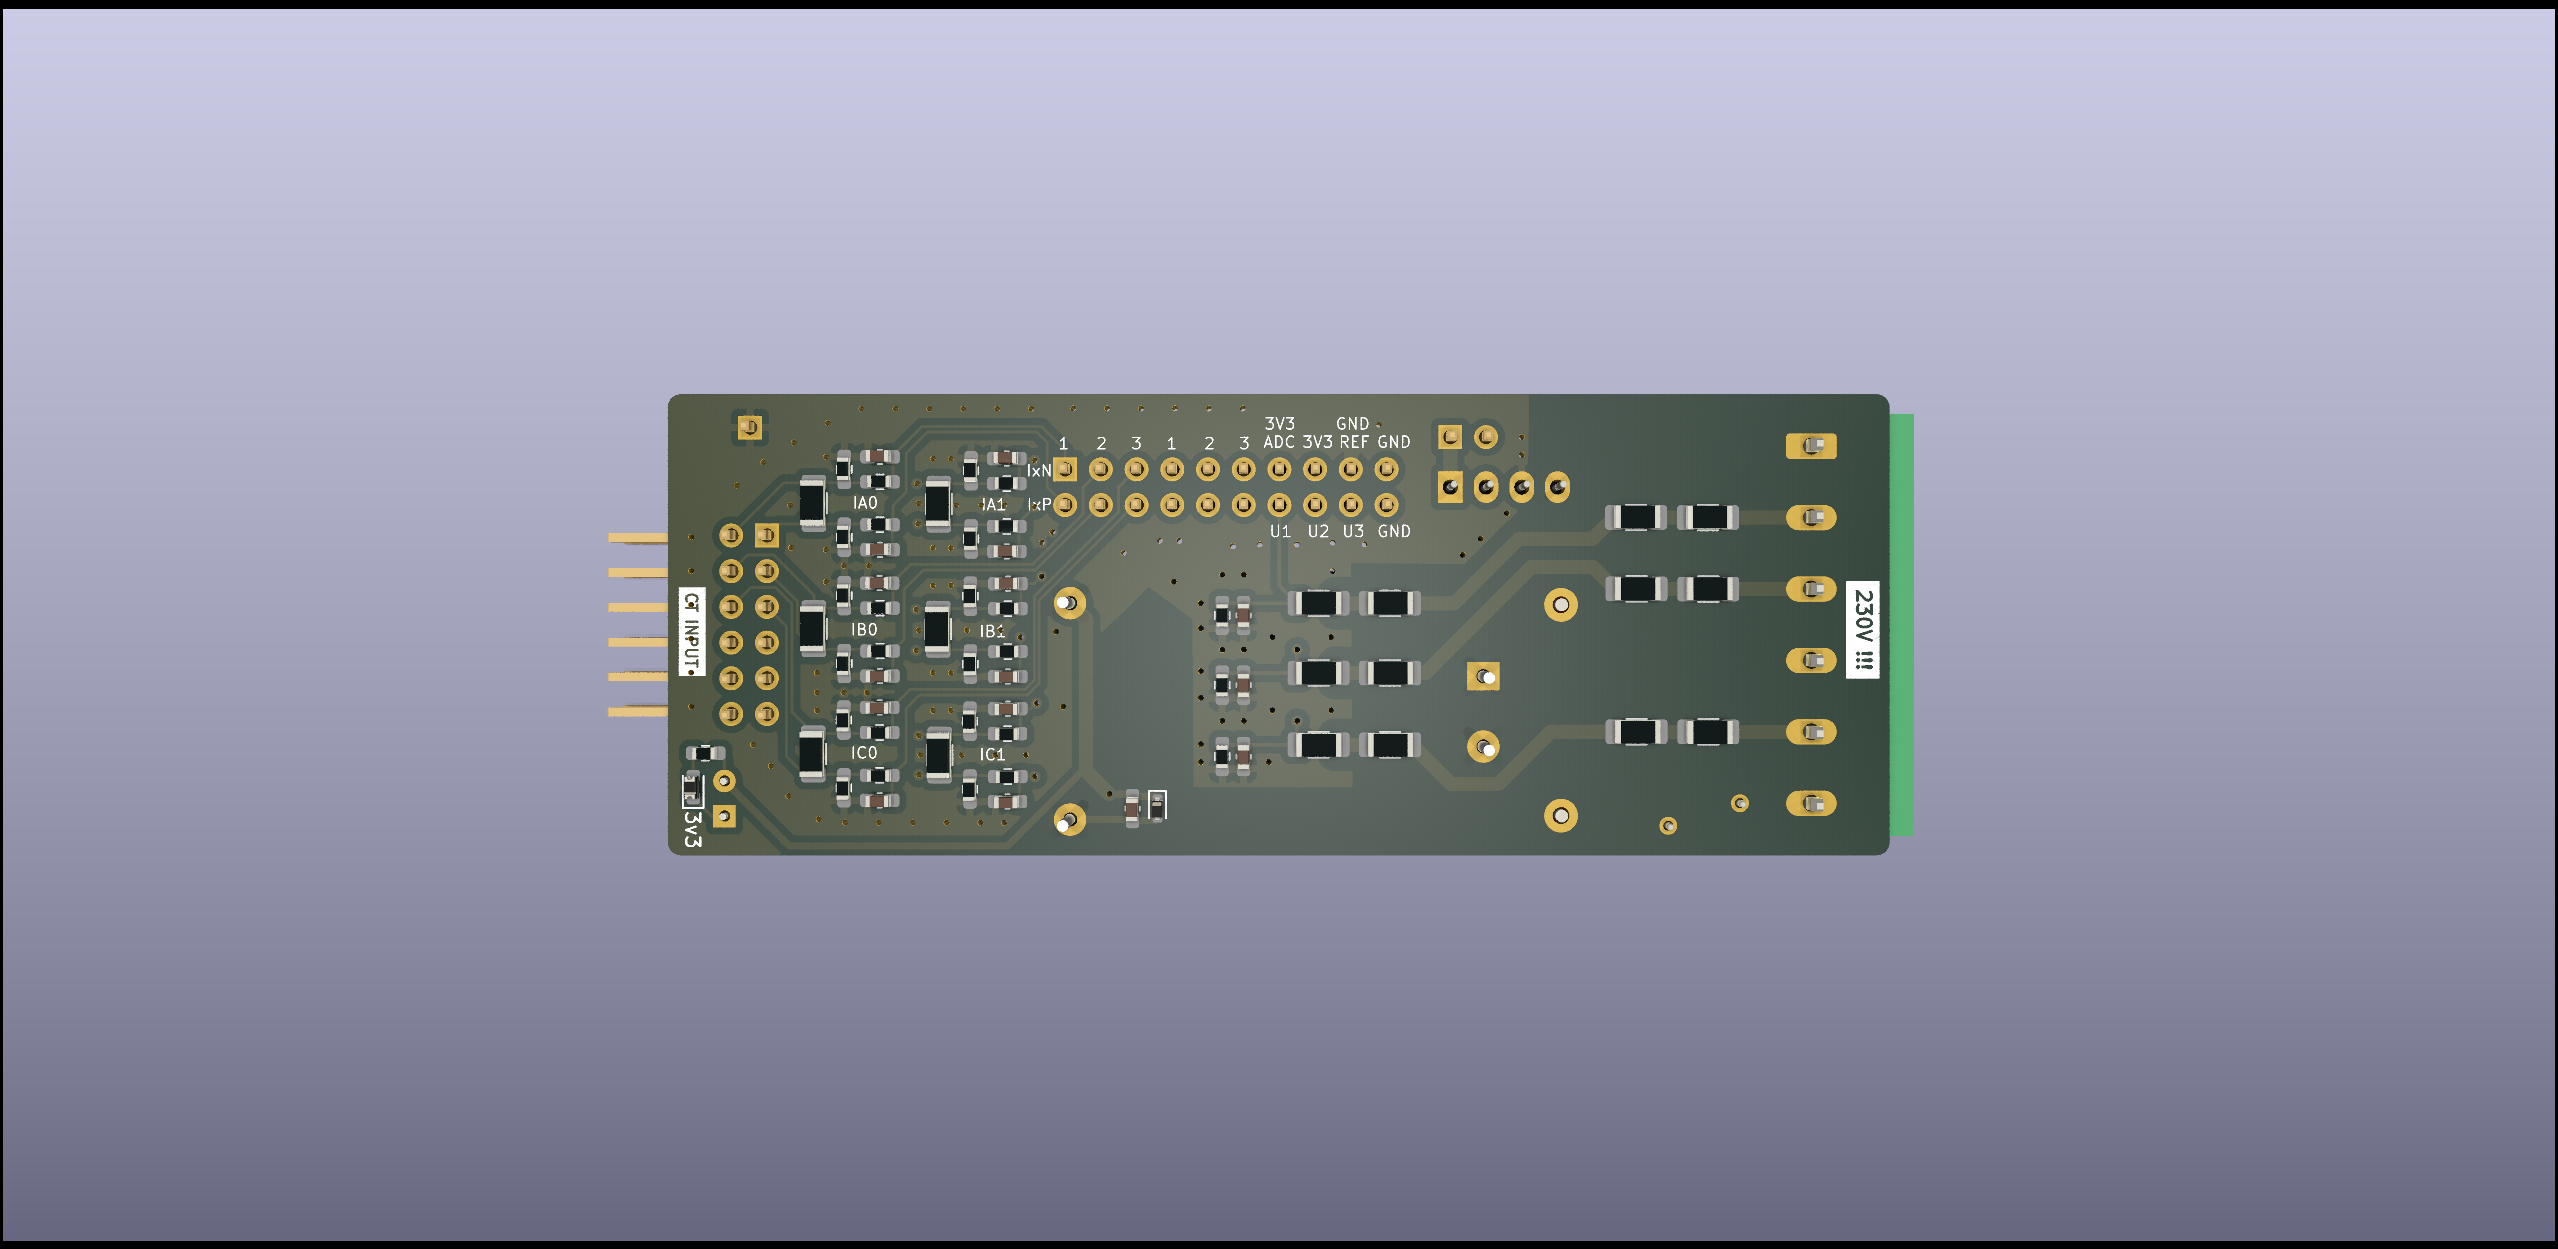 3V3 GND
ADC 3V3 REF GND
1 2 3 1 2 3
IxN
IxP
U1 U2 U3 GND
IA0 IA1
IB0 IB1
IC0 IC1
CT INPUT
3v3
230V !!!